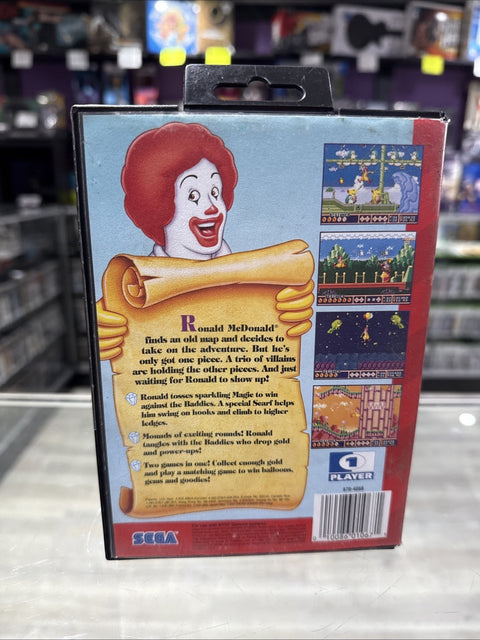 Ronald McDonald®
finds an old map and decides to
take on the adventure. But he's
only got one piece. A trio of villains
are holding the other pieces. And just
waiting for Ronald to show up!
Ronald tosses sparkling Magic to win
against the Baddies. A special Scarf helps
him swing on hooks and climb to higher
ledges.
Mounds of exciting rounds! Ronald
tangles with the Baddies who drop gold
and power-ups!
Two games in one! Collect enough gold
and play a matching game to win balloons,
gems and goodies!
1
PLAYER
SEGA